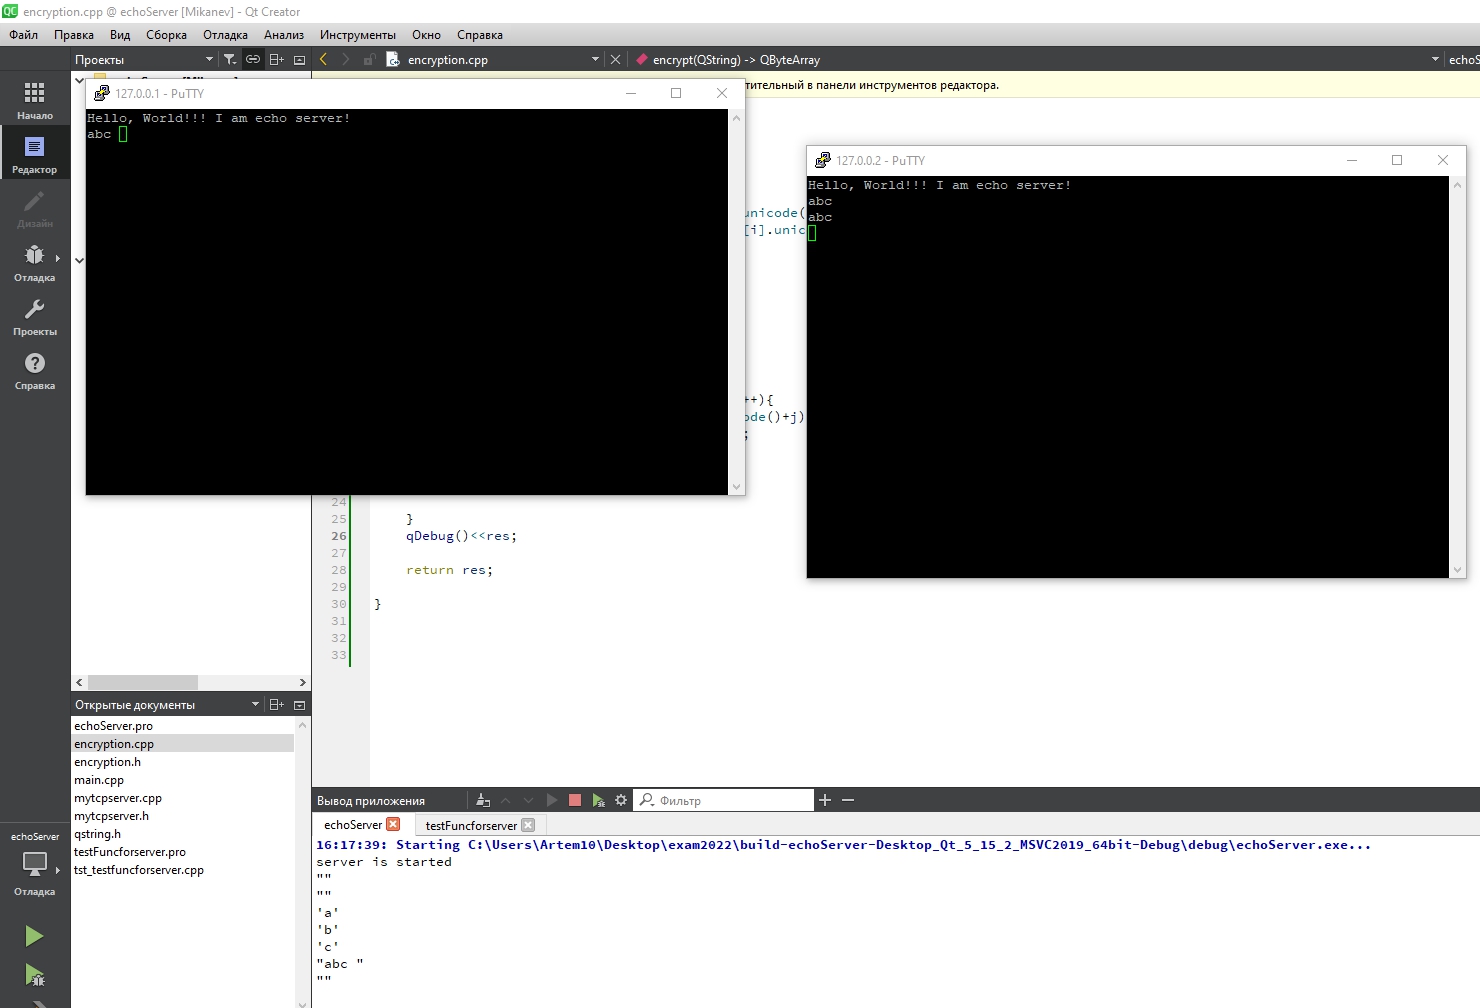 encryption.cpp @ echoServer [Mikanev] - Qt Creator
Файл Правка Вид Сборка Отладка Анализ Инструменты Окно Справка
Проекты
encryption.cpp
encrypt(QString) -> QByteArray
echoS
тительный в панели инструментов редактора.
Начало
Редактор
Дизайн
Отладка
Проекты
Справка
127.0.0.1 - PuTTY
Hello, World!!! I am echo server!
abc
127.0.0.2 - PuTTY
Hello, World!!! I am echo server!
abc
abc
unicode(
[i].unic
++){
ode()+j)
;
24
25 }
26 qDebug()<<res;
27
28 return res;
29
30 }
31
32
33
Открытые документы
echoServer.pro
encryption.cpp
encryption.h
main.cpp
mytcpserver.cpp
mytcpserver.h
qstring.h
testFuncforserver.pro
tst_testfuncforserver.cpp
echoServer
Отладка
Вывод приложения
Фильтр
echoServer
testFuncforserver
16:17:39: Starting C:\Users\Artem10\Desktop\exam2022\build-echoServer-Desktop_Qt_5_15_2_MSVC2019_64bit-Debug\debug\echoServer.exe...
server is started
""
""
'a'
'b'
'c'
"abc "
""